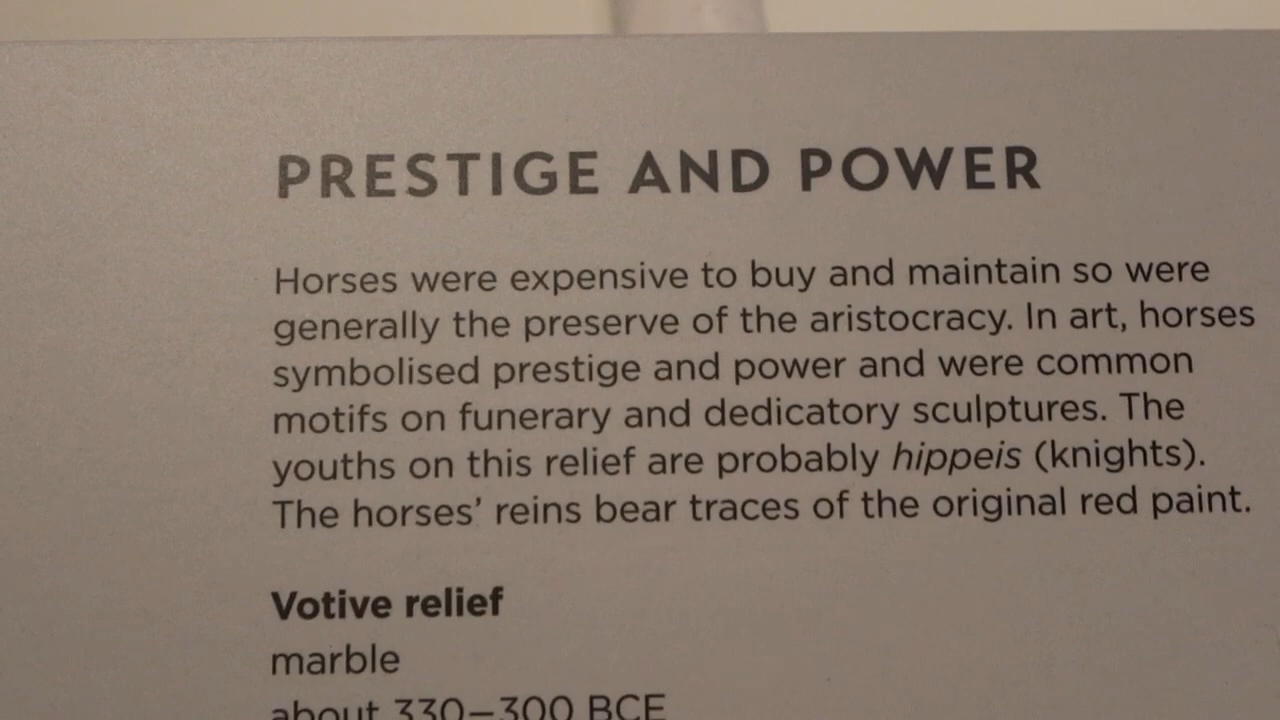 PRESTIGE AND POWER
Horses were expensive to buy and maintain so were
generally the preserve of the aristocracy. In art, horses
symbolised prestige and power and were common
motifs on funerary and dedicatory sculptures. The
youths on this relief are probably hippeis (knights).
The horses’ reins bear traces of the original red paint.
Votive relief
marble
about 330–300 BCE